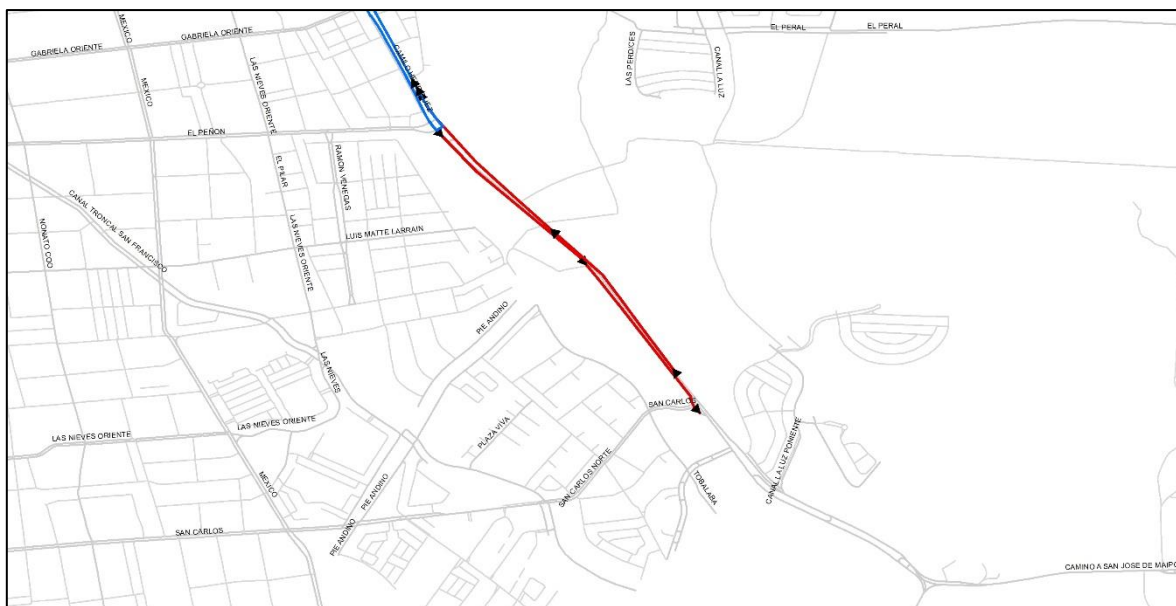 MEXICO
GABRIELA ORIENTE
GABRIELA ORIENTE
EL PERAL
EL PERAL
LAS PERDICES
CANAL LA LUZ
LAS NIEVES ORIENTE
MEXICO
EL PEÑON
RAMON VENEGAS
EL PILAR
CANAL TRONCAL SAN FRANCISCO
NONATO COO
LAS NIEVES ORIENTE
LUIS MATTE LARRAIN
PIE ANDINO
LAS NIEVES
SAN CARLOS
LAS NIEVES ORIENTE
LAS NIEVES ORIENTE
PLAZA VIVA
MEXICO
PIE ANDINO
SAN CARLOS NORTE
TOBALABA
CANAL LA LUZ PONIENTE
SAN CARLOS
PIE ANDINO
CAMINO A SAN JOSE DE MAIPO